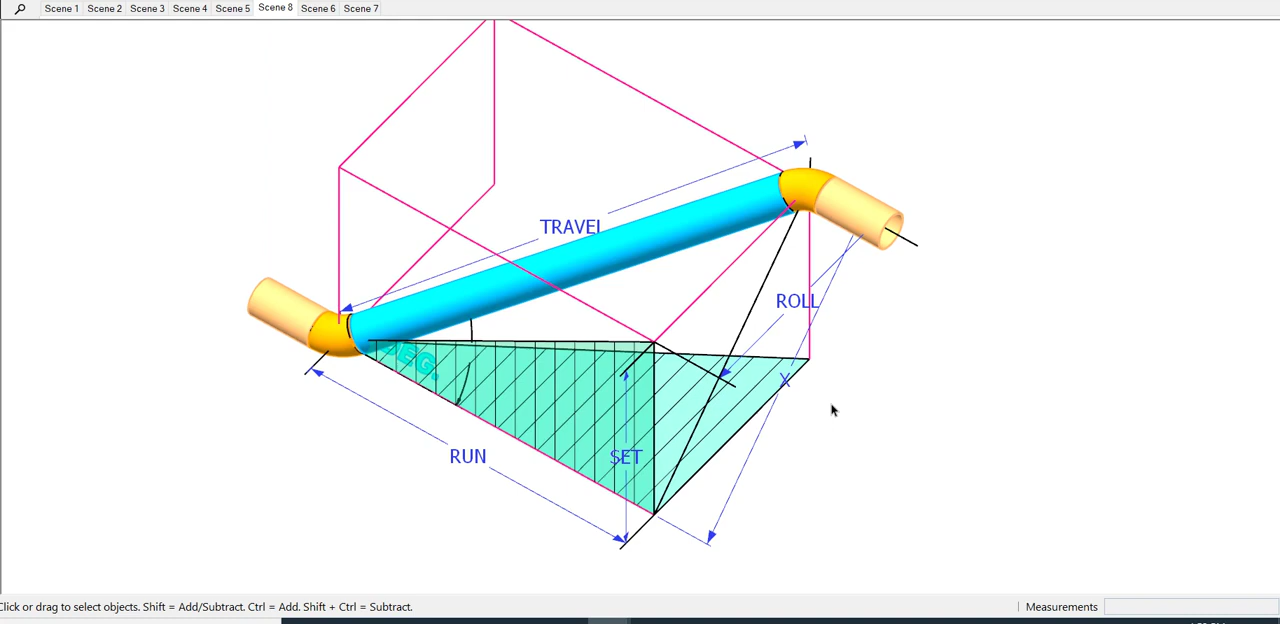 Scene 1 Scene 2 Scene 3 Scene 4 Scene 5 Scene 8 Scene 6 Scene 7
TRAVEL
ROLL
DEG.
X
RUN
SET
Click or drag to select objects. Shift = Add/Subtract. Ctrl = Add. Shift + Ctrl = Subtract.
Measurements